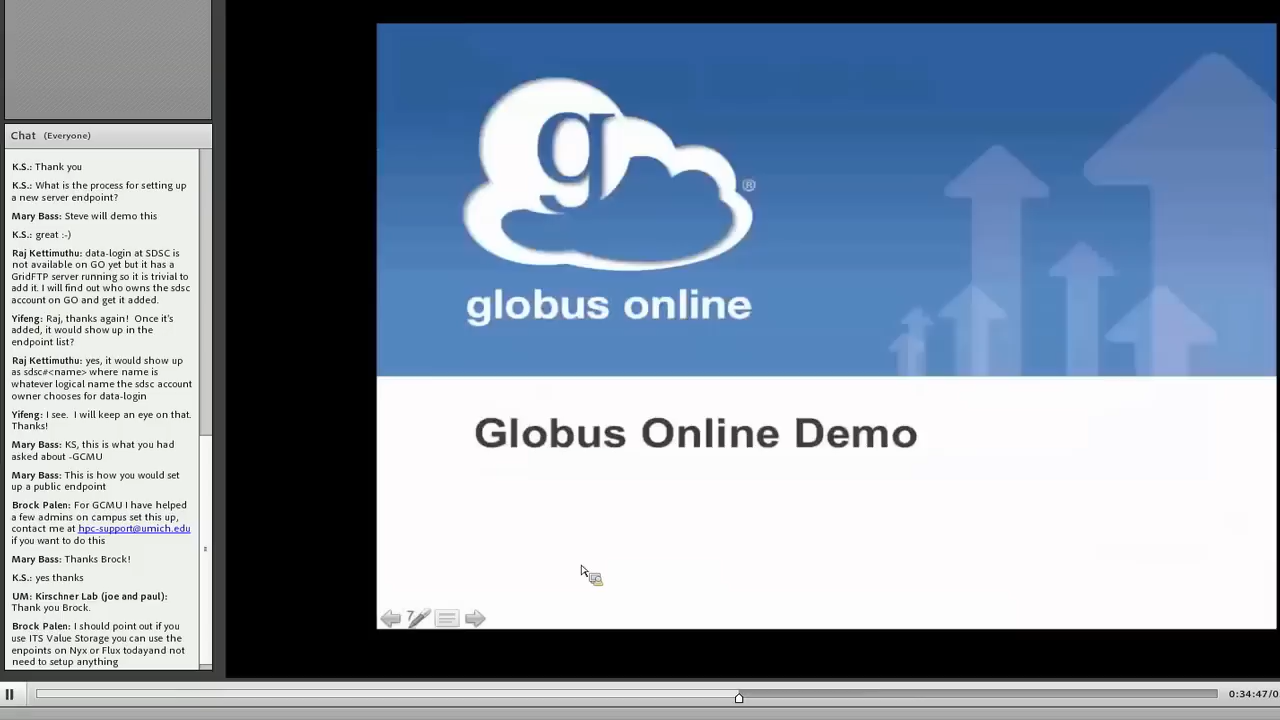 Chat (Everyone)
K.S.: Thank you
K.S.: What is the process for setting up
a new server endpoint?
Mary Bass: Steve will demo this
K.S.: great :-)
Raj Kettimuthu: data-login at SDSC is
not available on GO yet but it has a
GridFTP server running so it is trivial to
add it. I will find out who owns the sdsc
account on GO and get it added.
Yifeng: Raj, thanks again! Once it's
added, it would show up in the
endpoint list?
Raj Kettimuthu: yes, it would show up
as sdsc#<name> where name is
whatever logical name the sdsc account
owner chooses for data-login
Yifeng: I see. I will keep an eye on that.
Thanks!
Mary Bass: KS, this is what you had
asked about -GCMU
Mary Bass: This is how you would set
up a public endpoint
Brock Palen: For GCMU I have helped
a few admins on campus set this up,
contact me at hpc-support@umich.edu
if you want to do this
Mary Bass: Thanks Brock!
K.S.: yes thanks
UM: Kirschner Lab (joe and paul):
Thank you Brock.
Brock Palen: I should point out if you
use ITS Value Storage you can use the
enpoints on Nyx or Flux todayand not
need to setup anything
g
®
globus online
Globus Online Demo
7
0:34:47/0